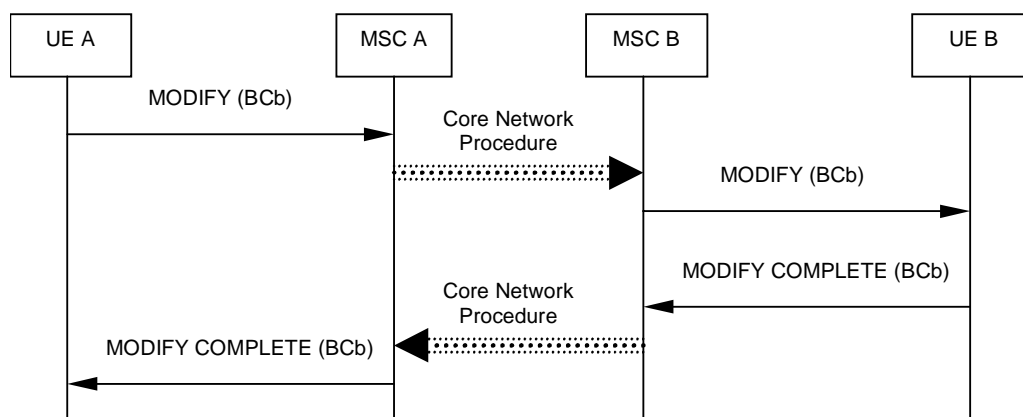 UE A
MSC A
MSC B
UE B
MODIFY (BCb)
Core Network
Procedure
MODIFY (BCb)
MODIFY COMPLETE (BCb)
Core Network
Procedure
MODIFY COMPLETE (BCb)